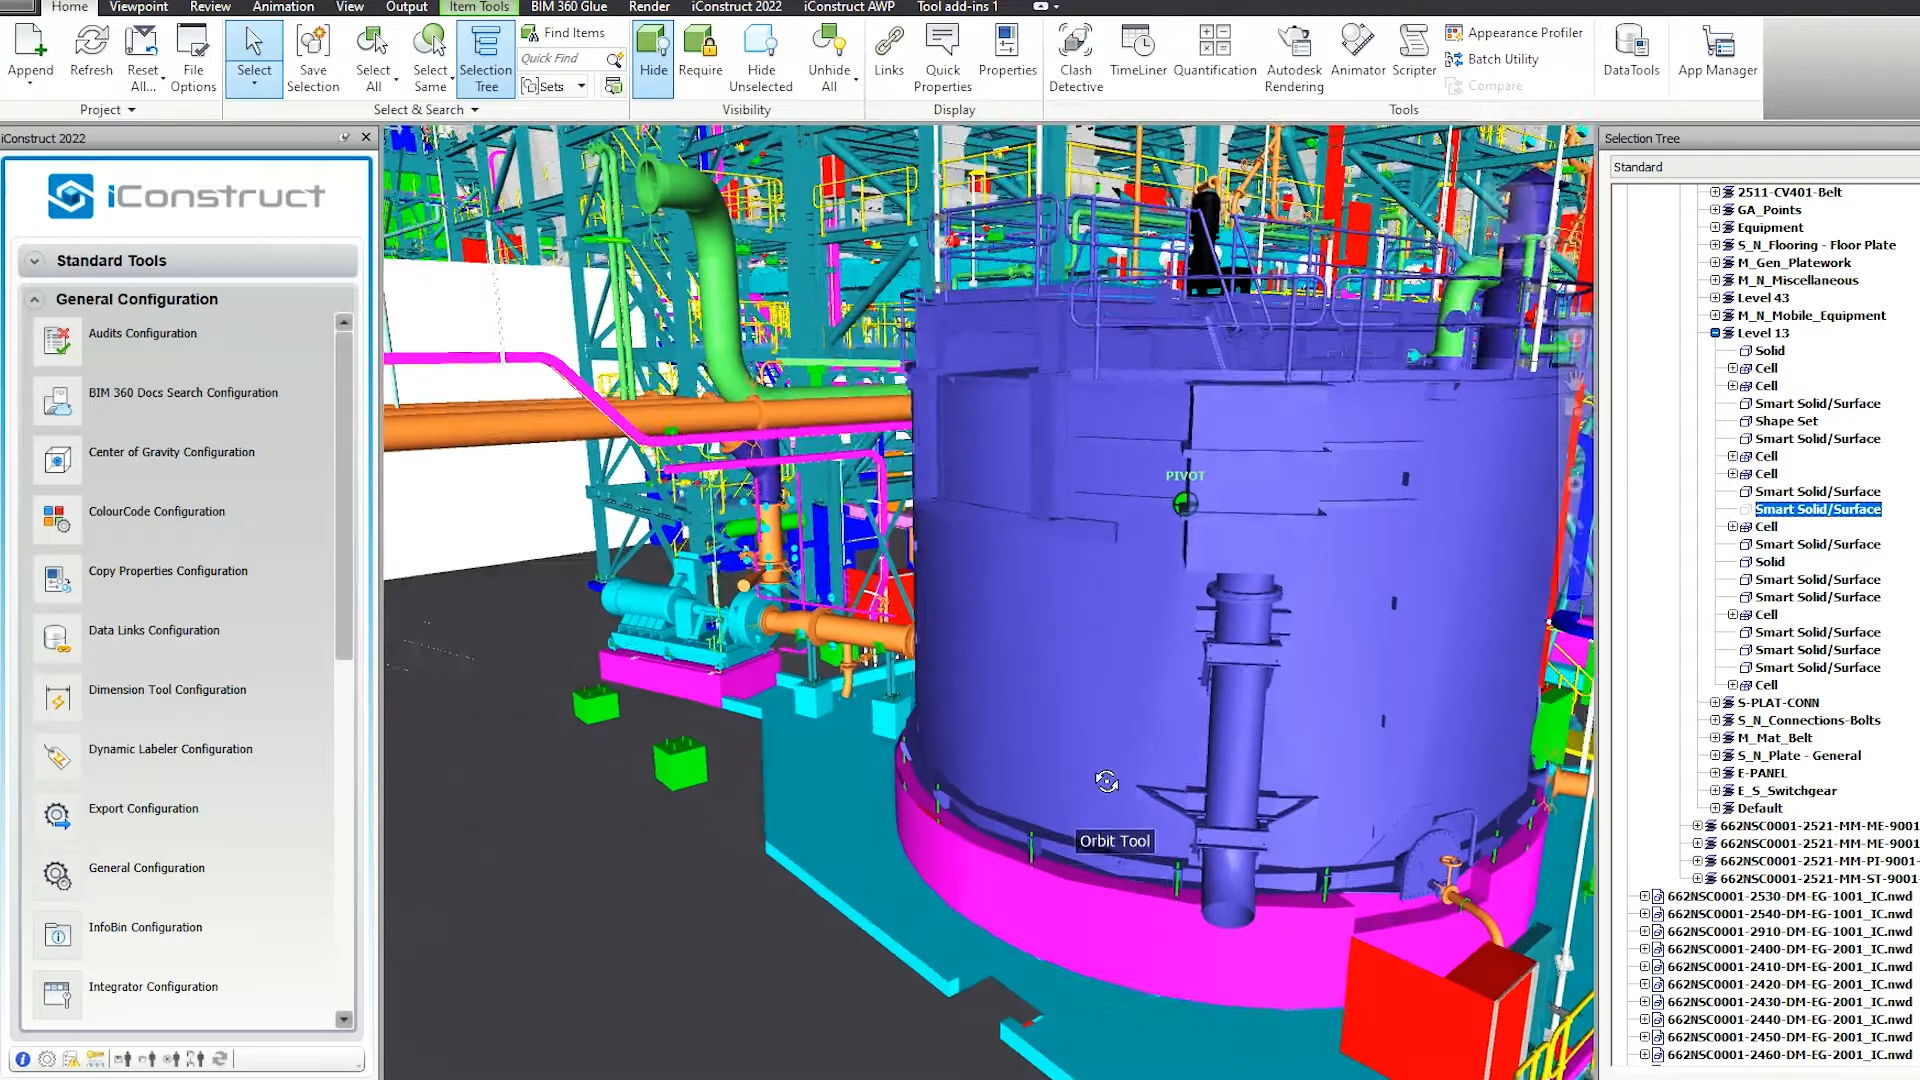 Home Viewpoint Review Animation View Output Item Tools BIM 360 Glue Render iConstruct 2022 iConstruct AWP Tool add-ins 1
Append
Refresh
Reset All...
File Options
Project
Select
Save Selection
Select All
Select Same
Selection Tree
Find Items
Quick Find
Sets
Select & Search
Hide
Require
Hide Unselected
Unhide All
Visibility
Links
Quick Properties
Properties
Display
Clash Detective
TimeLiner
Quantification
Autodesk Rendering
Animator
Scripter
Appearance Profiler
Batch Utility
Compare
Tools
DataTools
App Manager
iConstruct 2022
iConstruct
Standard Tools
General Configuration
Audits Configuration
BIM 360 Docs Search Configuration
Center of Gravity Configuration
ColourCode Configuration
Copy Properties Configuration
Data Links Configuration
Dimension Tool Configuration
Dynamic Labeler Configuration
Export Configuration
General Configuration
InfoBin Configuration
Integrator Configuration
PIVOT
Orbit Tool
Selection Tree
Standard
2511-CV401-Belt
GA_Points
Equipment
S_N_Flooring - Floor Plate
M_Gen_Platework
M_N_Miscellaneous
Level 43
M_N_Mobile_Equipment
Level 13
Solid
Cell
Cell
Smart Solid/Surface
Shape Set
Smart Solid/Surface
Cell
Cell
Smart Solid/Surface
Smart Solid/Surface
Cell
Smart Solid/Surface
Solid
Smart Solid/Surface
Smart Solid/Surface
Cell
Smart Solid/Surface
Smart Solid/Surface
Smart Solid/Surface
Cell
S-PLAT-CONN
S_N_Connections-Bolts
M_Mat_Belt
S_N_Plate - General
E-PANEL
E_S_Switchgear
Default
662NSC0001-2521-MM-ME-9001
662NSC0001-2521-MM-ME-9001
662NSC0001-2521-MM-PI-9001-
662NSC0001-2521-MM-ST-9001
662NSC0001-2530-DM-EG-1001_IC.nwd
662NSC0001-2540-DM-EG-1001_IC.nwd
662NSC0001-2910-DM-EG-1001_IC.nwd
662NSC0001-2400-DM-EG-2001_IC.nwd
662NSC0001-2410-DM-EG-2001_IC.nwd
662NSC0001-2420-DM-EG-2001_IC.nwd
662NSC0001-2430-DM-EG-2001_IC.nwd
662NSC0001-2440-DM-EG-2001_IC.nwd
662NSC0001-2450-DM-EG-2001_IC.nwd
662NSC0001-2460-DM-EG-2001_IC.nwd